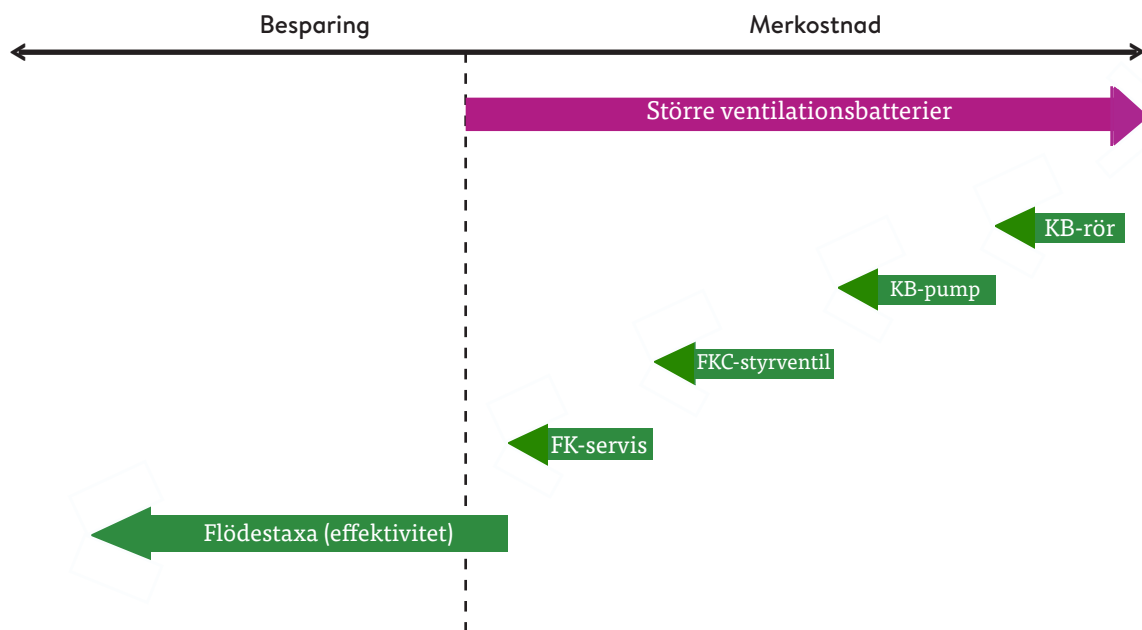 Besparing
Merkostnad
Större ventilationsbatterier
KB-rör
KB-pump
FKC-styrventil
FK-servis
Flödestaxa (effektivitet)